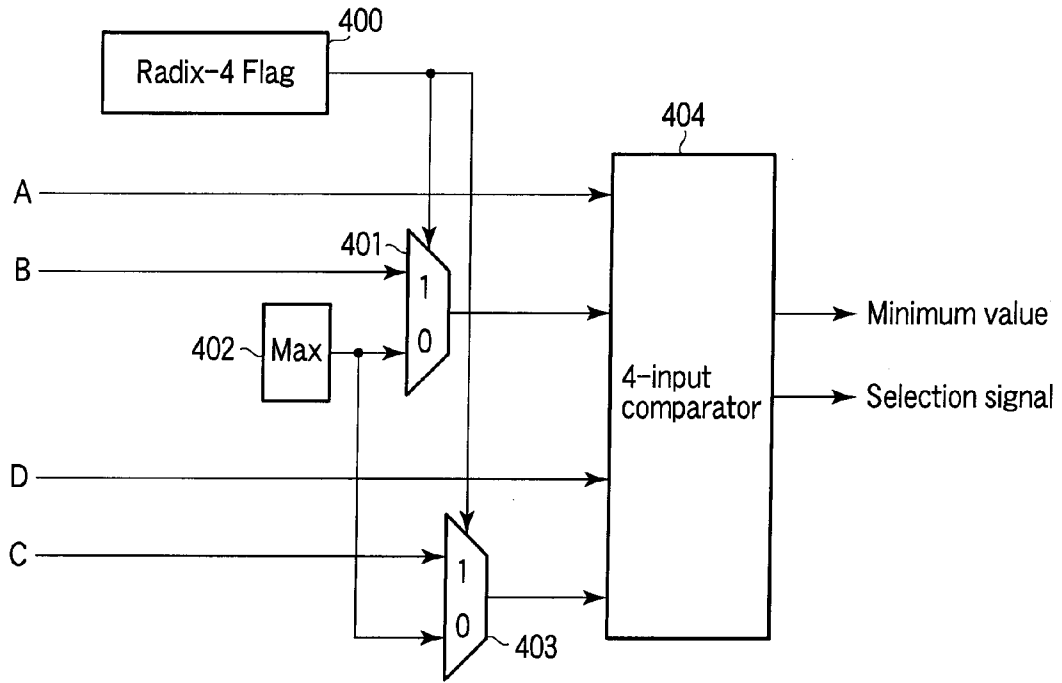 400
Radix-4 Flag
404
A
401
B
1
Minimum value
402
Max
0
4-input
comparator
Selection signal
D
C
1
0
403